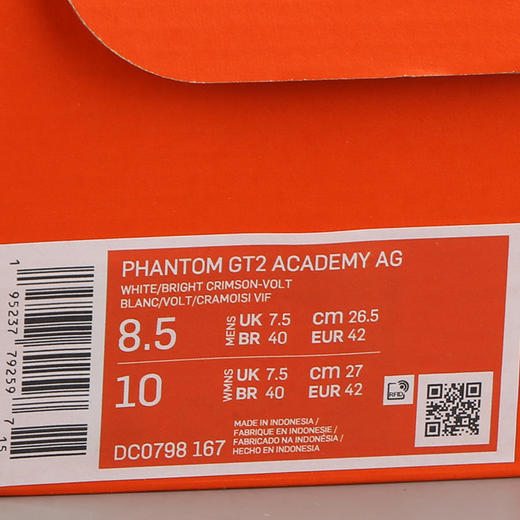 PHANTOM GT2 ACADEMY AG
WHITE/BRIGHT CRIMSON-VOLT
BLANC/VOLT/CRAMOISI VIF
8.5 MENS UK 7.5 cm 26.5
BR 40 EUR 42
10 WMNS UK 7.5 cm 27
BR 40 EUR 42
RFID
MADE IN INDONESIA /
FABRIQUE EN INDONESIE /
FABRICADO NA INDONÉSIA /
HECHO EN INDONESIA
DC0798 167
1 95237 79259 7 15